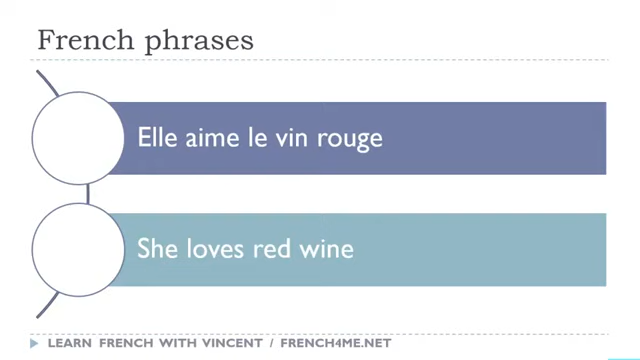 French phrases
Elle aime le vin rouge
She loves red wine
LEARN FRENCH WITH VINCENT / FRENCH4ME.NET